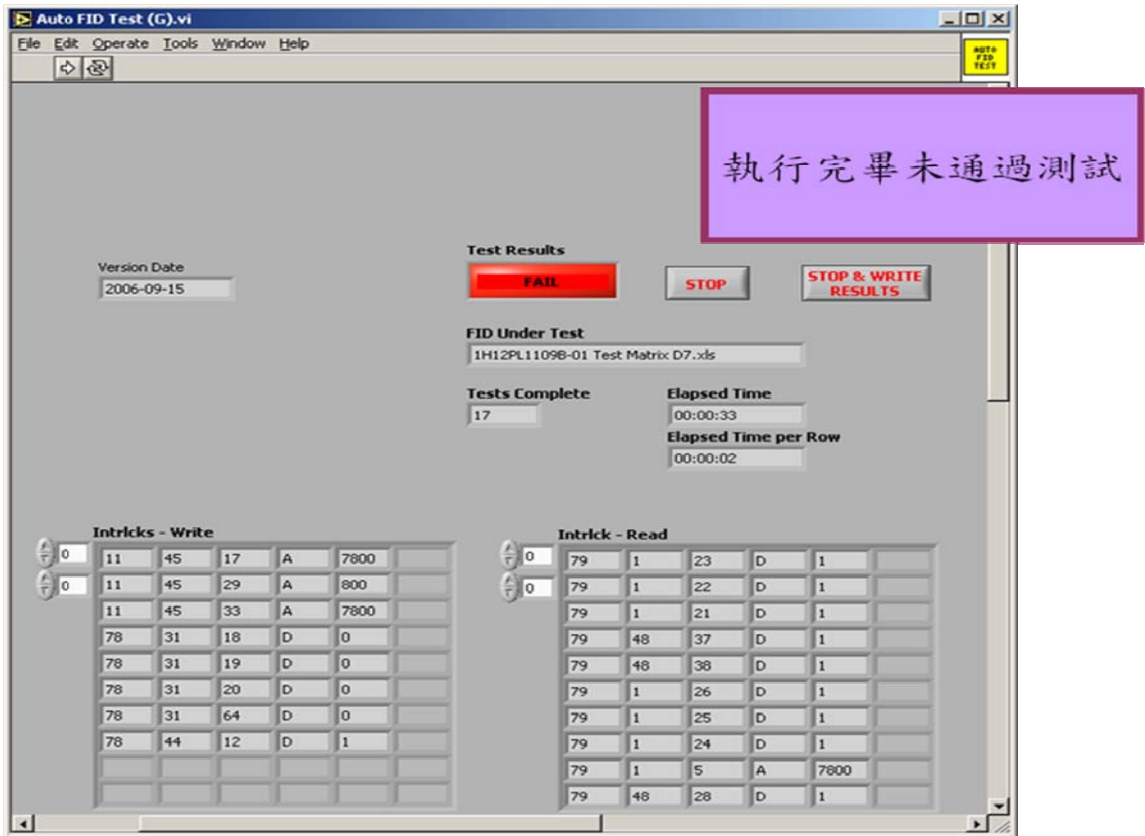 Auto FID Test (G).vi
File Edit Operate Tools Window Help
AUTO
FID
TEST
執行完畢未通過測試
Test Results
Version Date
2006-09-15
FAIL
STOP
STOP & WRITE
RESULTS
FID Under Test
1H12PL1109B-01 Test Matrix D7.xls
Tests Complete
17
Elapsed Time
00:00:33
Elapsed Time per Row
00:00:02
Intrlcks - Write
0 11 45 17 A 7800
0 11 45 29 A 800
11 45 33 A 7800
78 31 18 D 0
78 31 19 D 0
78 31 20 D 0
78 31 64 D 0
78 44 12 D 1
Intrlck - Read
0 79 1 23 D 1
0 79 1 22 D 1
79 1 21 D 1
79 48 37 D 1
79 48 38 D 1
79 1 26 D 1
79 1 25 D 1
79 1 24 D 1
79 1 5 A 7800
79 48 28 D 1